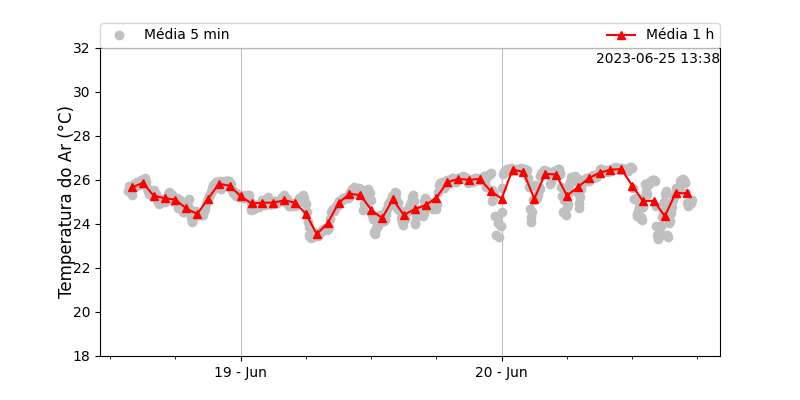 Média 5 min
Média 1 h
2023-06-25 13:38
Temperatura do Ar (°C)
32
30
28
26
24
22
20
18
19 - Jun
20 - Jun